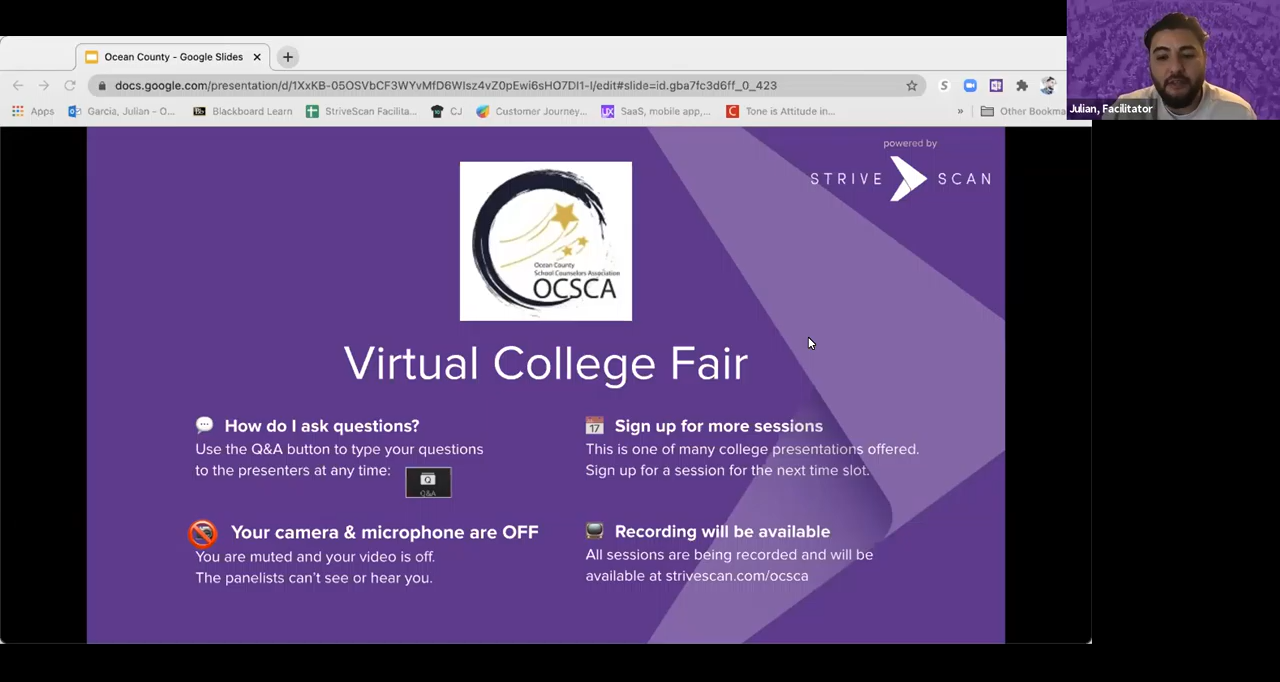 Ocean County - Google Slides
docs.google.com/presentation/d/1XxKB-05OSVbCF3WYvMfD6WIsz4vZ0pEwi6sHO7DI1-I/edit#slide=id.gba7fc3d6ff_0_423
Apps Garcia, Julian – O... Bb Blackboard Learn StriveScan Facilita... CJ Customer Journey... UX SaaS, mobile app,... C Tone is Attitude in... » Other Bookma
Julian, Facilitator
powered by
STRIVE SCAN
Ocean County
School Counselors Association
OCSCA
Virtual College Fair
How do I ask questions?
Use the Q&A button to type your questions
to the presenters at any time:
Q&A
Your camera & microphone are OFF
You are muted and your video is off.
The panelists can't see or hear you.
17 Sign up for more sessions
This is one of many college presentations offered.
Sign up for a session for the next time slot.
Recording will be available
All sessions are being recorded and will be
available at strivescan.com/ocsca